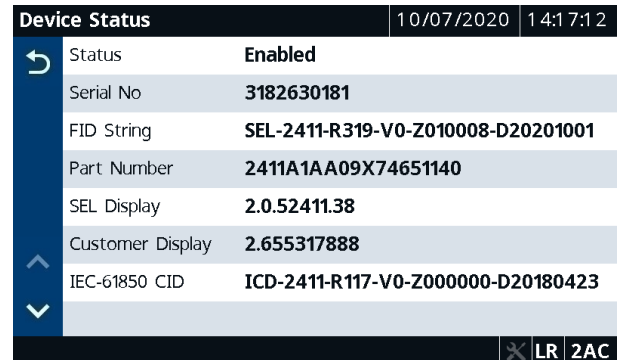 Device Status 10/07/2020 14:17:12
Status Enabled
Serial No 3182630181
FID String SEL-2411-R319-V0-Z010008-D20201001
Part Number 2411A1AA09X74651140
SEL Display 2.0.52411.38
Customer Display 2.655317888
IEC-61850 CID ICD-2411-R117-V0-Z000000-D20180423
LR 2AC